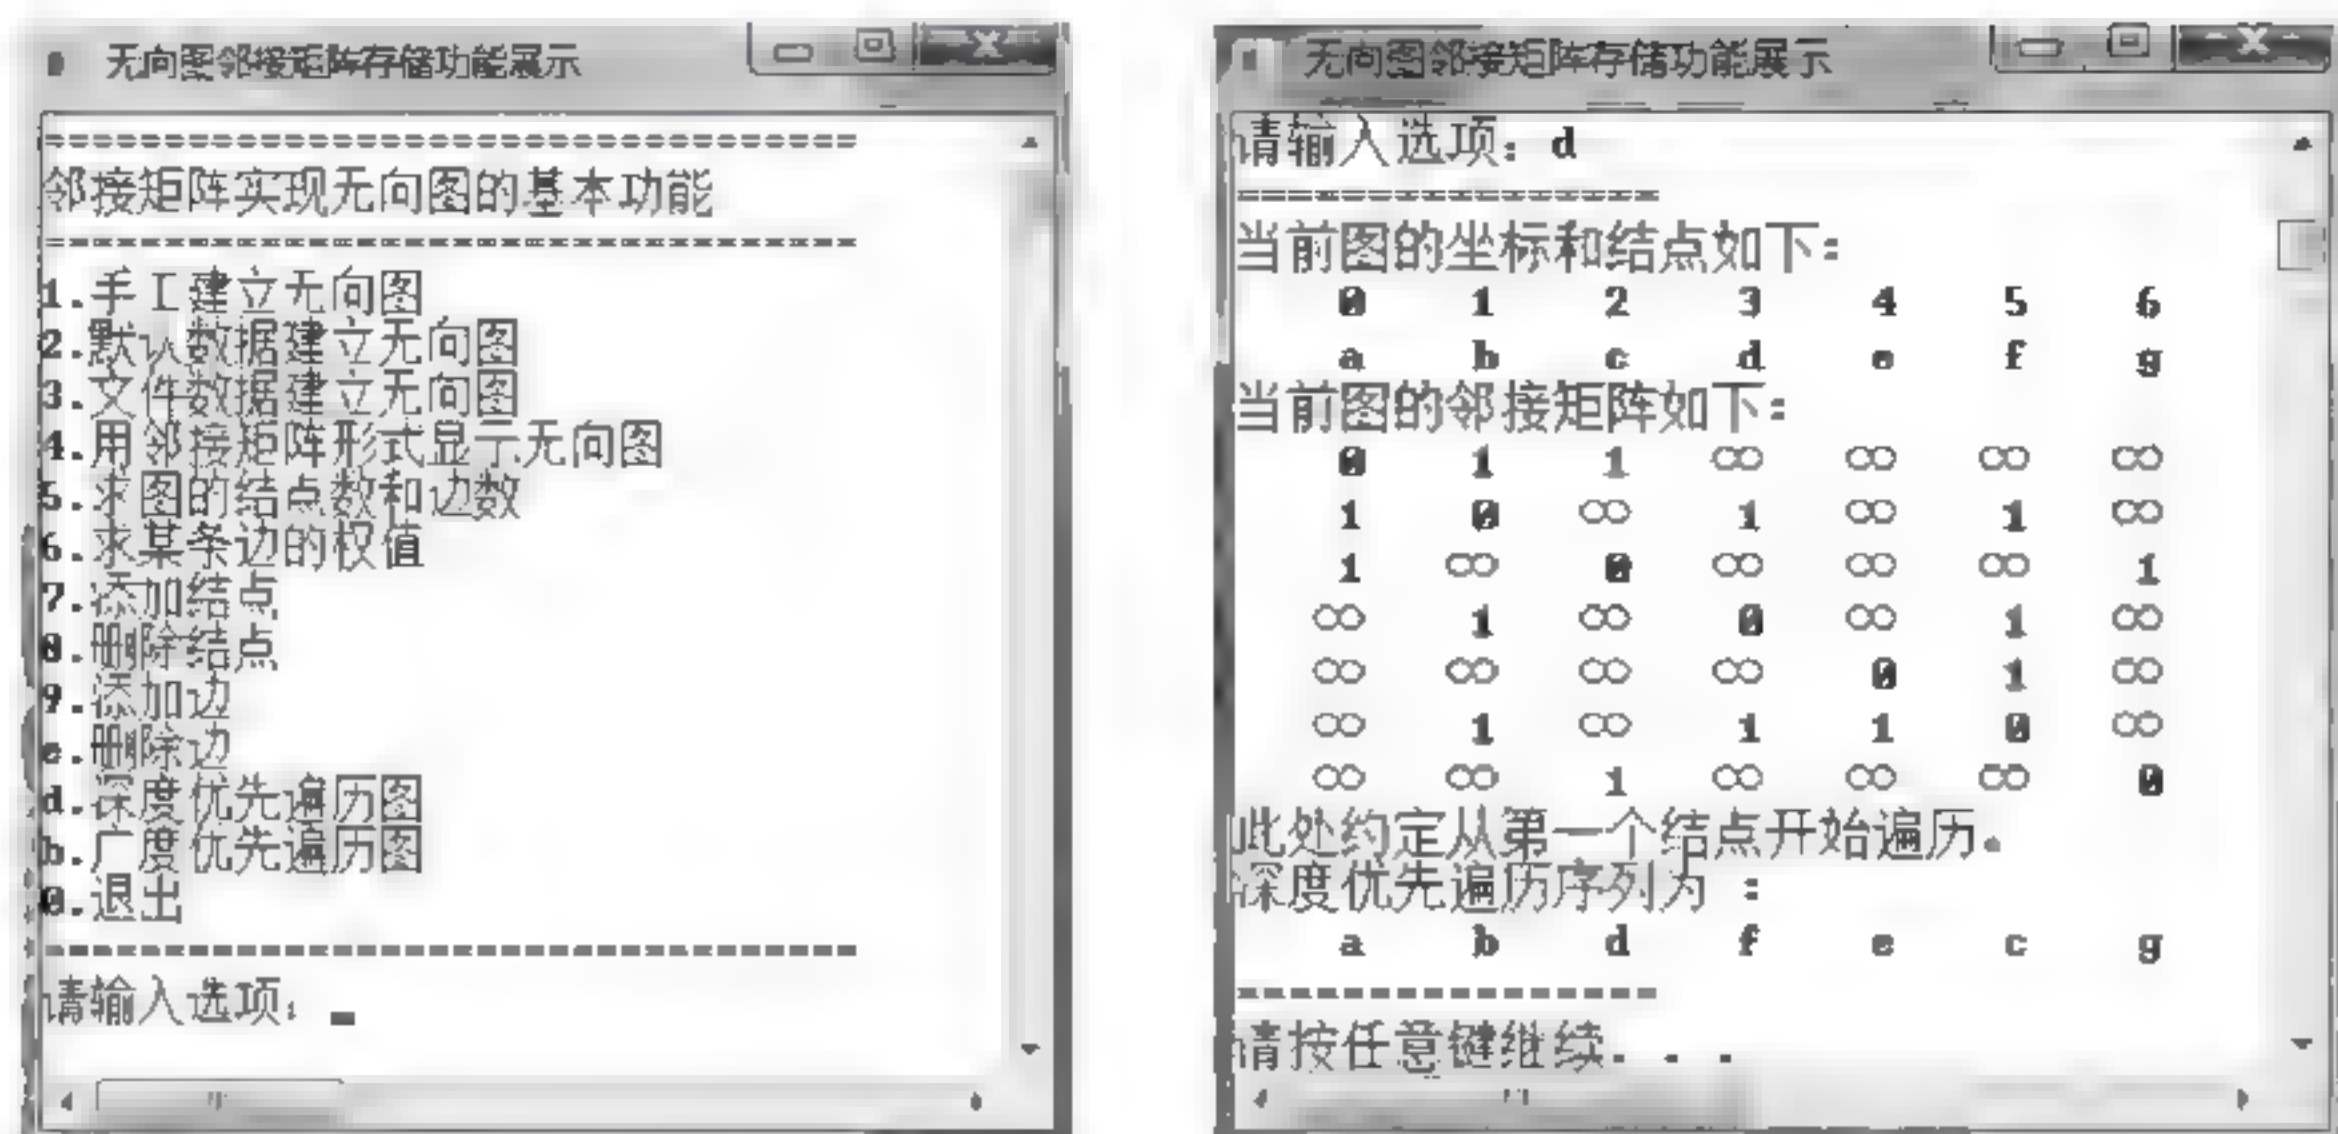 无向图邻接矩阵存储功能展示
==================================
邻接矩阵实现无向图的基本功能
----------------------------------
1.手工建立无向图
2.默认数据建立无向图
3.文件数据建立无向图
4.用邻接矩阵形式显示无向图
5.求图的结点数和边数
6.求某条边的权值
7.添加结点
8.删除结点
9.添加边
e.删除边
d.深度优先遍历图
b.广度优先遍历图
0.退出
----------------------------------
请输入选项：
无向图邻接矩阵存储功能展示
请输入选项：d
================
当前图的坐标和结点如下：
0 1 2 3 4 5 6
a b c d e f g
当前图的邻接矩阵如下：
0 1 1 ∞ ∞ ∞ ∞
1 0 ∞ 1 ∞ 1 ∞
1 ∞ 0 ∞ ∞ ∞ 1
∞ 1 ∞ 0 ∞ 1 ∞
∞ ∞ ∞ ∞ 0 1 ∞
∞ 1 ∞ 1 1 0 ∞
∞ ∞ 1 ∞ ∞ ∞ 0
此处约定从第一个结点开始遍历。
深度优先遍历序列为 :
a b d f e c g
----------------
请按任意键继续. . .